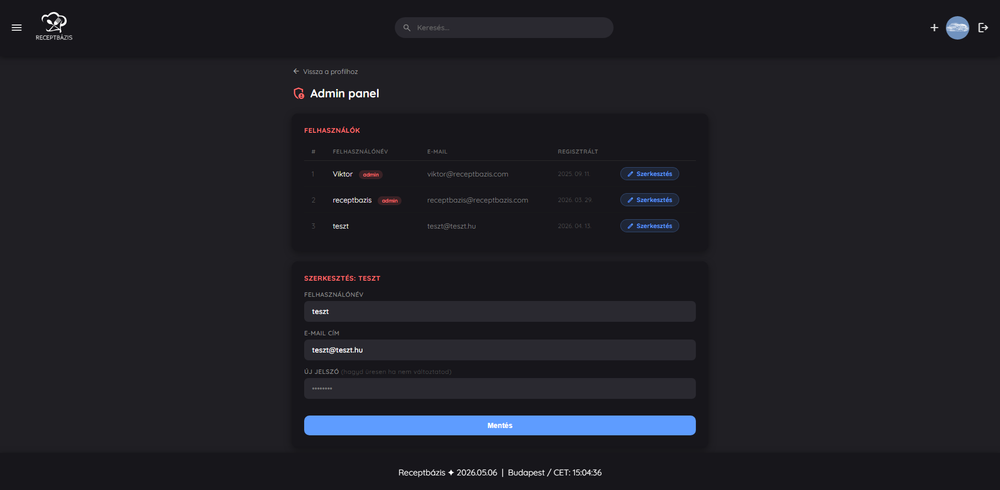 RECEPTBÁZIS
Keresés...
Vissza a profilhoz
Admin panel
FELHASZNÁLÓK
# FELHASZNÁLÓNÉV E-MAIL REGISZTRÁLT
1 Viktor admin viktor@receptbazis.com 2025. 09. 11. Szerkesztés
2 receptbazis admin receptbazis@receptbazis.com 2026. 03. 29. Szerkesztés
3 teszt teszt@teszt.hu 2026. 04. 13. Szerkesztés
SZERKESZTÉS: TESZT
FELHASZNÁLÓNÉV
teszt
E-MAIL CÍM
teszt@teszt.hu
ÚJ JELSZÓ (hagyd üresen ha nem változtatod)
••••••••
Mentés
Receptbázis ✦ 2026.05.06 | Budapest / CET: 15:04:36